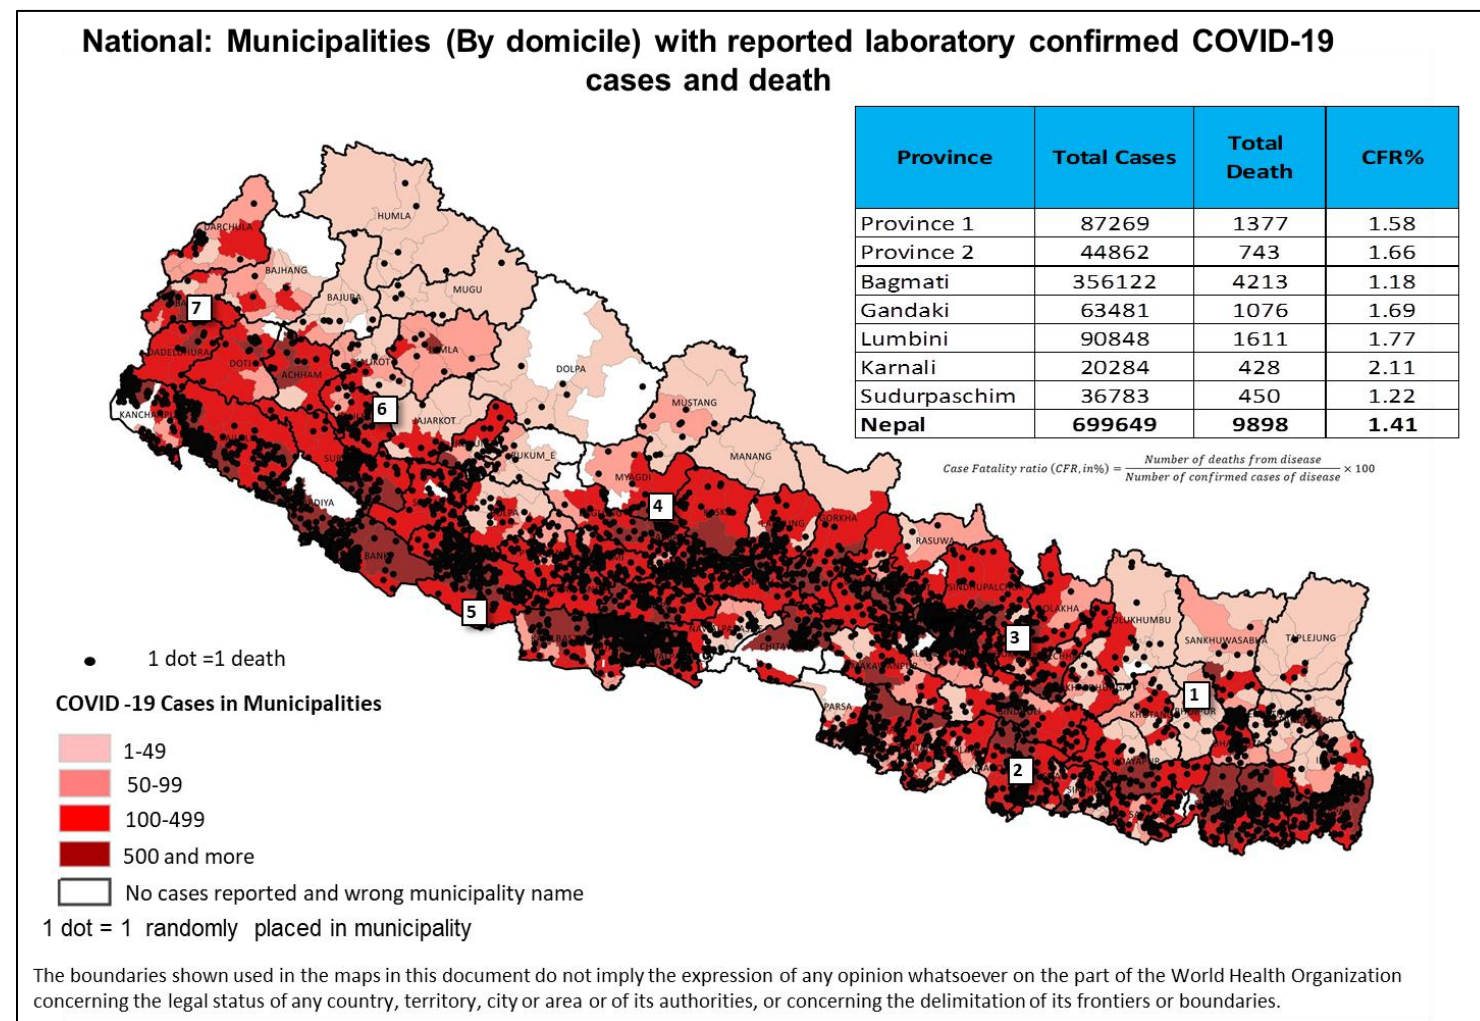 National: Municipalities (By domicile) with reported laboratory confirmed COVID-19
cases and death
Province Total Cases Total Death CFR%
Province 1 87269 1377 1.58
Province 2 44862 743 1.66
Bagmati 356122 4213 1.18
Gandaki 63481 1076 1.69
Lumbini 90848 1611 1.77
Karnali 20284 428 2.11
Sudurpaschim 36783 450 1.22
Nepal 699649 9898 1.41
Case Fatality ratio (CFR, in%) = Number of deaths from disease / Number of confirmed cases of disease × 100
HUMLA
DARCHULA
BAJHANG
MUGU
BAJURA
7
DOTI
ACHHAM
DOLPA
6
MUSTANG
MANANG
RUKUM_E
MYAGDI
4
GORKHA
RASUWA
5
3
SANKHUWASABHA
TAPLEJUNG
1
PARSA
2
1 dot =1 death
COVID -19 Cases in Municipalities
1-49
50-99
100-499
500 and more
No cases reported and wrong municipality name
1 dot = 1 randomly placed in municipality
The boundaries shown used in the maps in this document do not imply the expression of any opinion whatsoever on the part of the World Health Organization
concerning the legal status of any country, territory, city or area or of its authorities, or concerning the delimitation of its frontiers or boundaries.